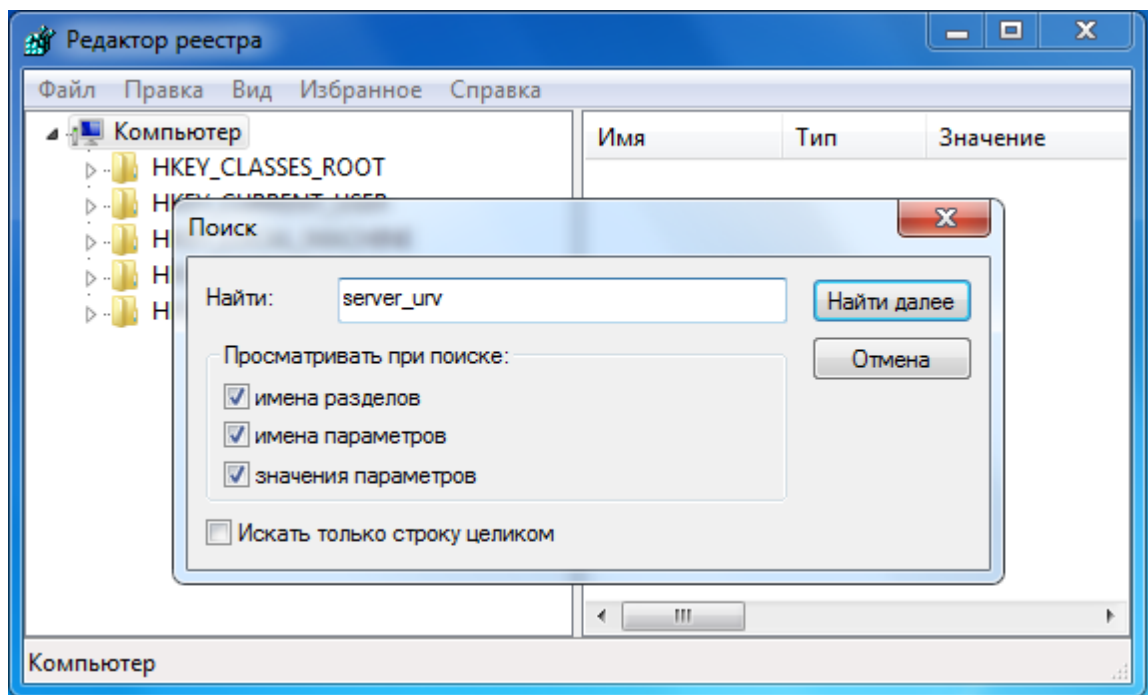 Редактор реестра
Файл Правка Вид Избранное Справка
Компьютер
Имя Тип Значение
HKEY_CLASSES_ROOT
HKEY_CURRENT_USER
Поиск
Найти: server_urv Найти далее
Просматривать при поиске: Отмена
имена разделов
имена параметров
значения параметров
Искать только строку целиком
Компьютер